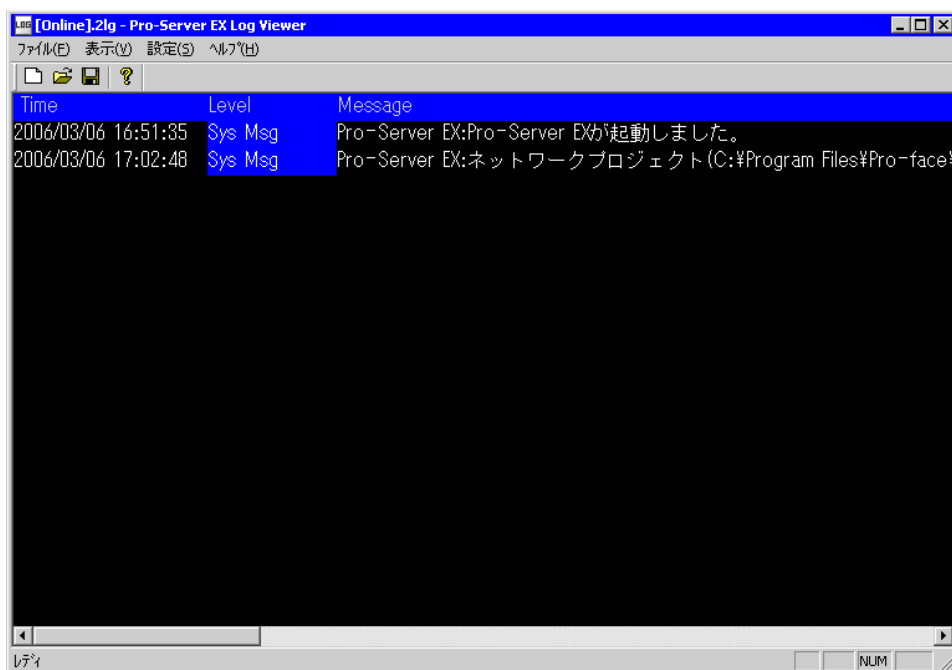 [Online].2lg - Pro-Server EX Log Viewer
ファイル(F) 表示(V) 設定(S) ヘルプ(H)
Time Level Message
2006/03/06 16:51:35 Sys Msg Pro-Server EX:Pro-Server EXが起動しました。
2006/03/06 17:02:48 Sys Msg Pro-Server EX:ネットワークプロジェクト(C:¥Program Files¥Pro-face¥
レディ NUM